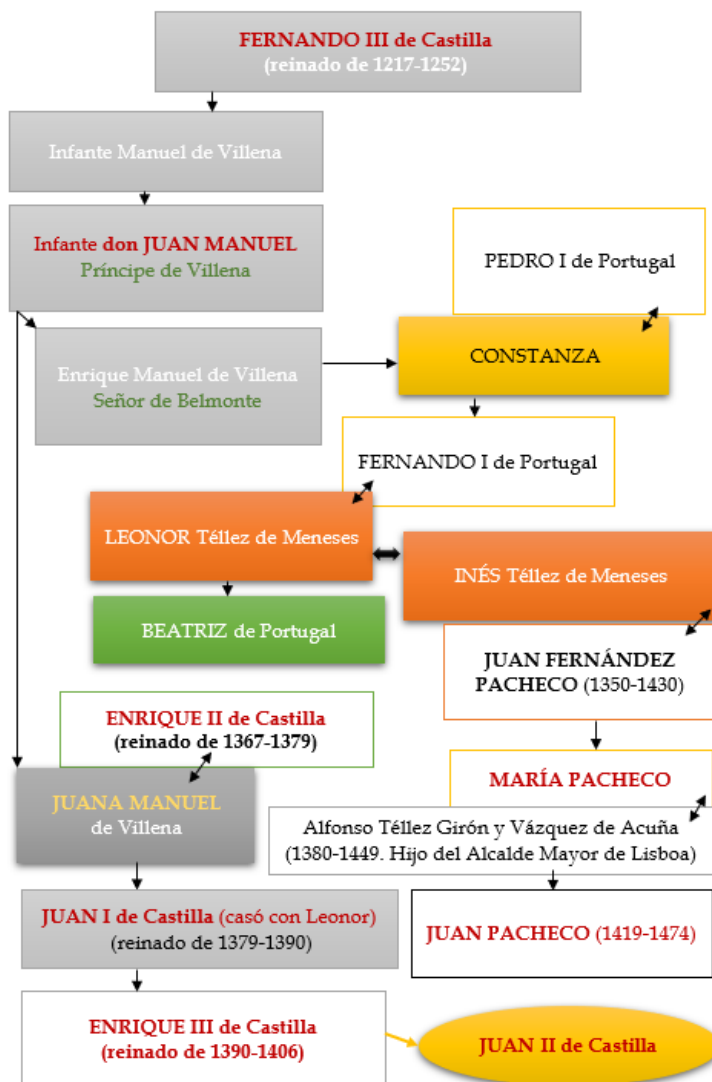 FERNANDO III de Castilla
(reinado de 1217-1252)
Infante Manuel de Villena
Infante don JUAN MANUEL
Príncipe de Villena
PEDRO I de Portugal
Enrique Manuel de Villena
Señor de Belmonte
CONSTANZA
FERNANDO I de Portugal
LEONOR Téllez de Meneses
INÉS Téllez de Meneses
BEATRIZ de Portugal
JUAN FERNÁNDEZ
PACHECO (1350-1430)
ENRIQUE II de Castilla
(reinado de 1367-1379)
MARÍA PACHECO
JUANA MANUEL
de Villena
Alfonso Téllez Girón y Vázquez de Acuña
(1380-1449. Hijo del Alcalde Mayor de Lisboa)
JUAN I de Castilla (casó con Leonor)
(reinado de 1379-1390)
JUAN PACHECO (1419-1474)
ENRIQUE III de Castilla
(reinado de 1390-1406)
JUAN II de Castilla